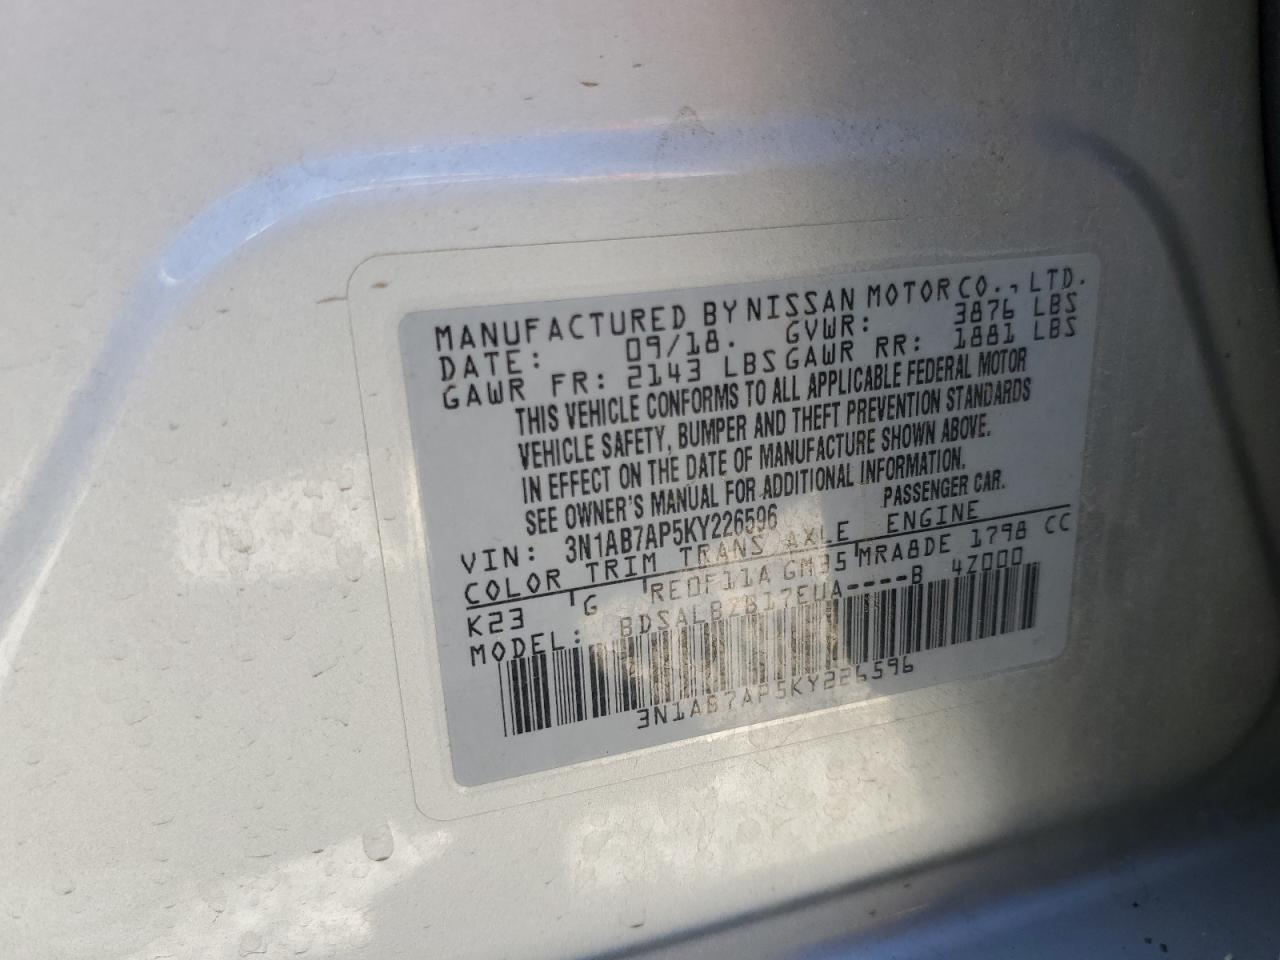 MANUFACTURED BY NISSAN MOTOR CO., LTD.
DATE: 09/18. GVWR: 3876 LBS
GAWR FR: 2143 LBS GAWR RR: 1881 LBS
THIS VEHICLE CONFORMS TO ALL APPLICABLE FEDERAL MOTOR
VEHICLE SAFETY, BUMPER AND THEFT PREVENTION STANDARDS
IN EFFECT ON THE DATE OF MANUFACTURE SHOWN ABOVE.
SEE OWNER'S MANUAL FOR ADDITIONAL INFORMATION.
VIN: 3N1AB7AP5KY226596 PASSENGER CAR.
COLOR TRIM TRANS AXLE ENGINE
K23 G RE0F11A GM35 MRA8DE 1798 CC
MODEL: BDSALBZB17EUA----B 4Z000
3N1AB7AP5KY226596